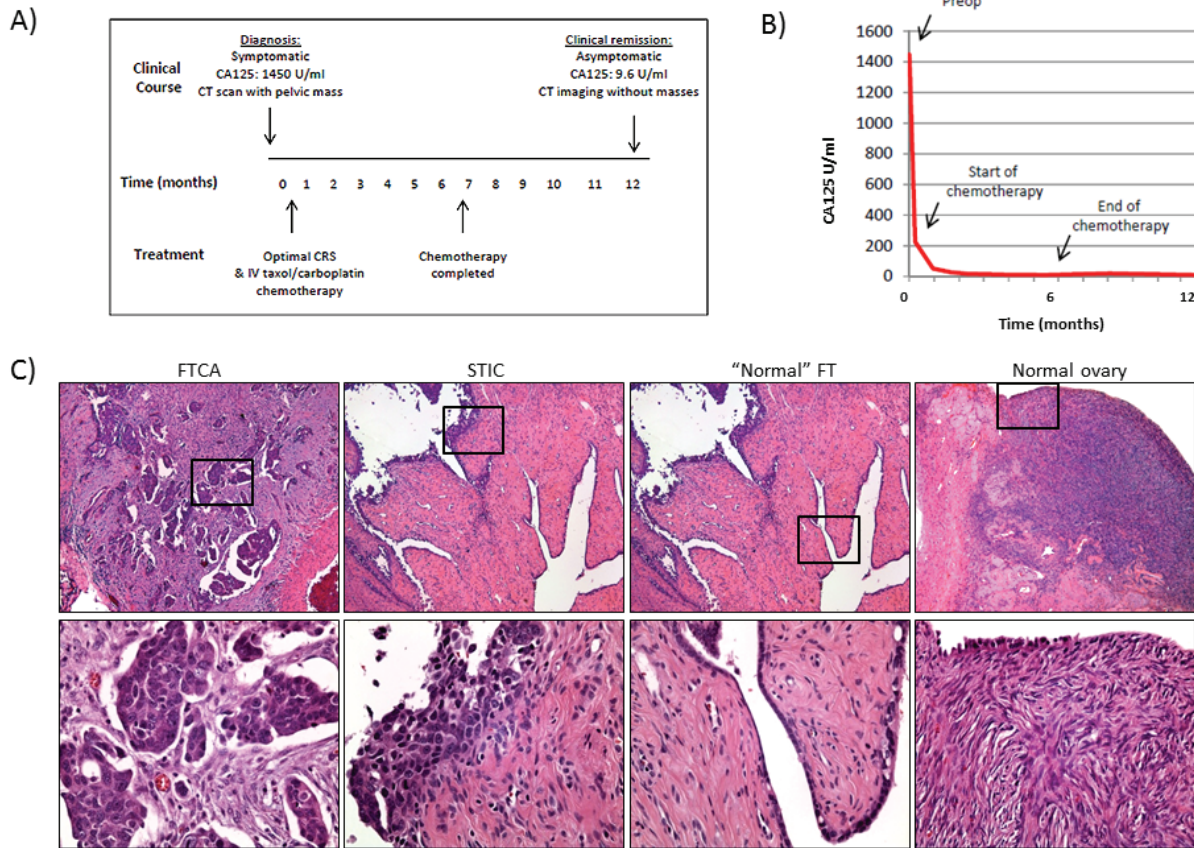 A)
Diagnosis:
Symptomatic
CA125: 1450 U/ml
CT scan with pelvic mass
Clinical remission:
Asymptomatic
CA125: 9.6 U/ml
CT imaging without masses
Clinical
Course
Time (months)
0 1 2 3 4 5 6 7 8 9 10 11 12
Treatment
Optimal CRS
& IV taxol/carboplatin
chemotherapy
Chemotherapy
completed
B)
Preop
1600
1400
1200
1000
800
600
400
200
0
CA125 U/ml
Start of
chemotherapy
End of
chemotherapy
0 6 12
Time (months)
C)
FTCA
STIC
“Normal” FT
Normal ovary